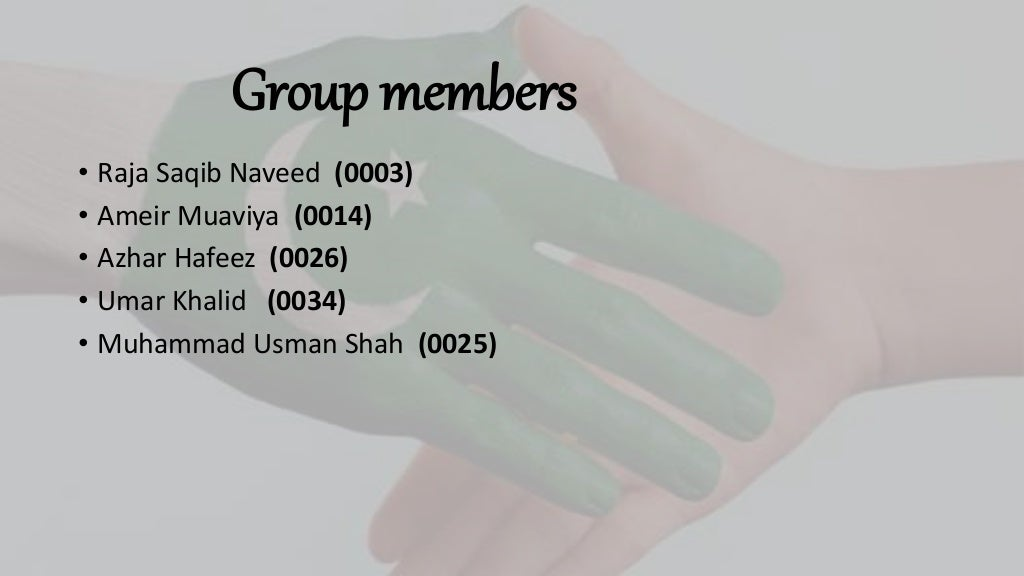 Group members
• Raja Saqib Naveed (0003)
• Ameir Muaviya (0014)
• Azhar Hafeez (0026)
• Umar Khalid (0034)
• Muhammad Usman Shah (0025)